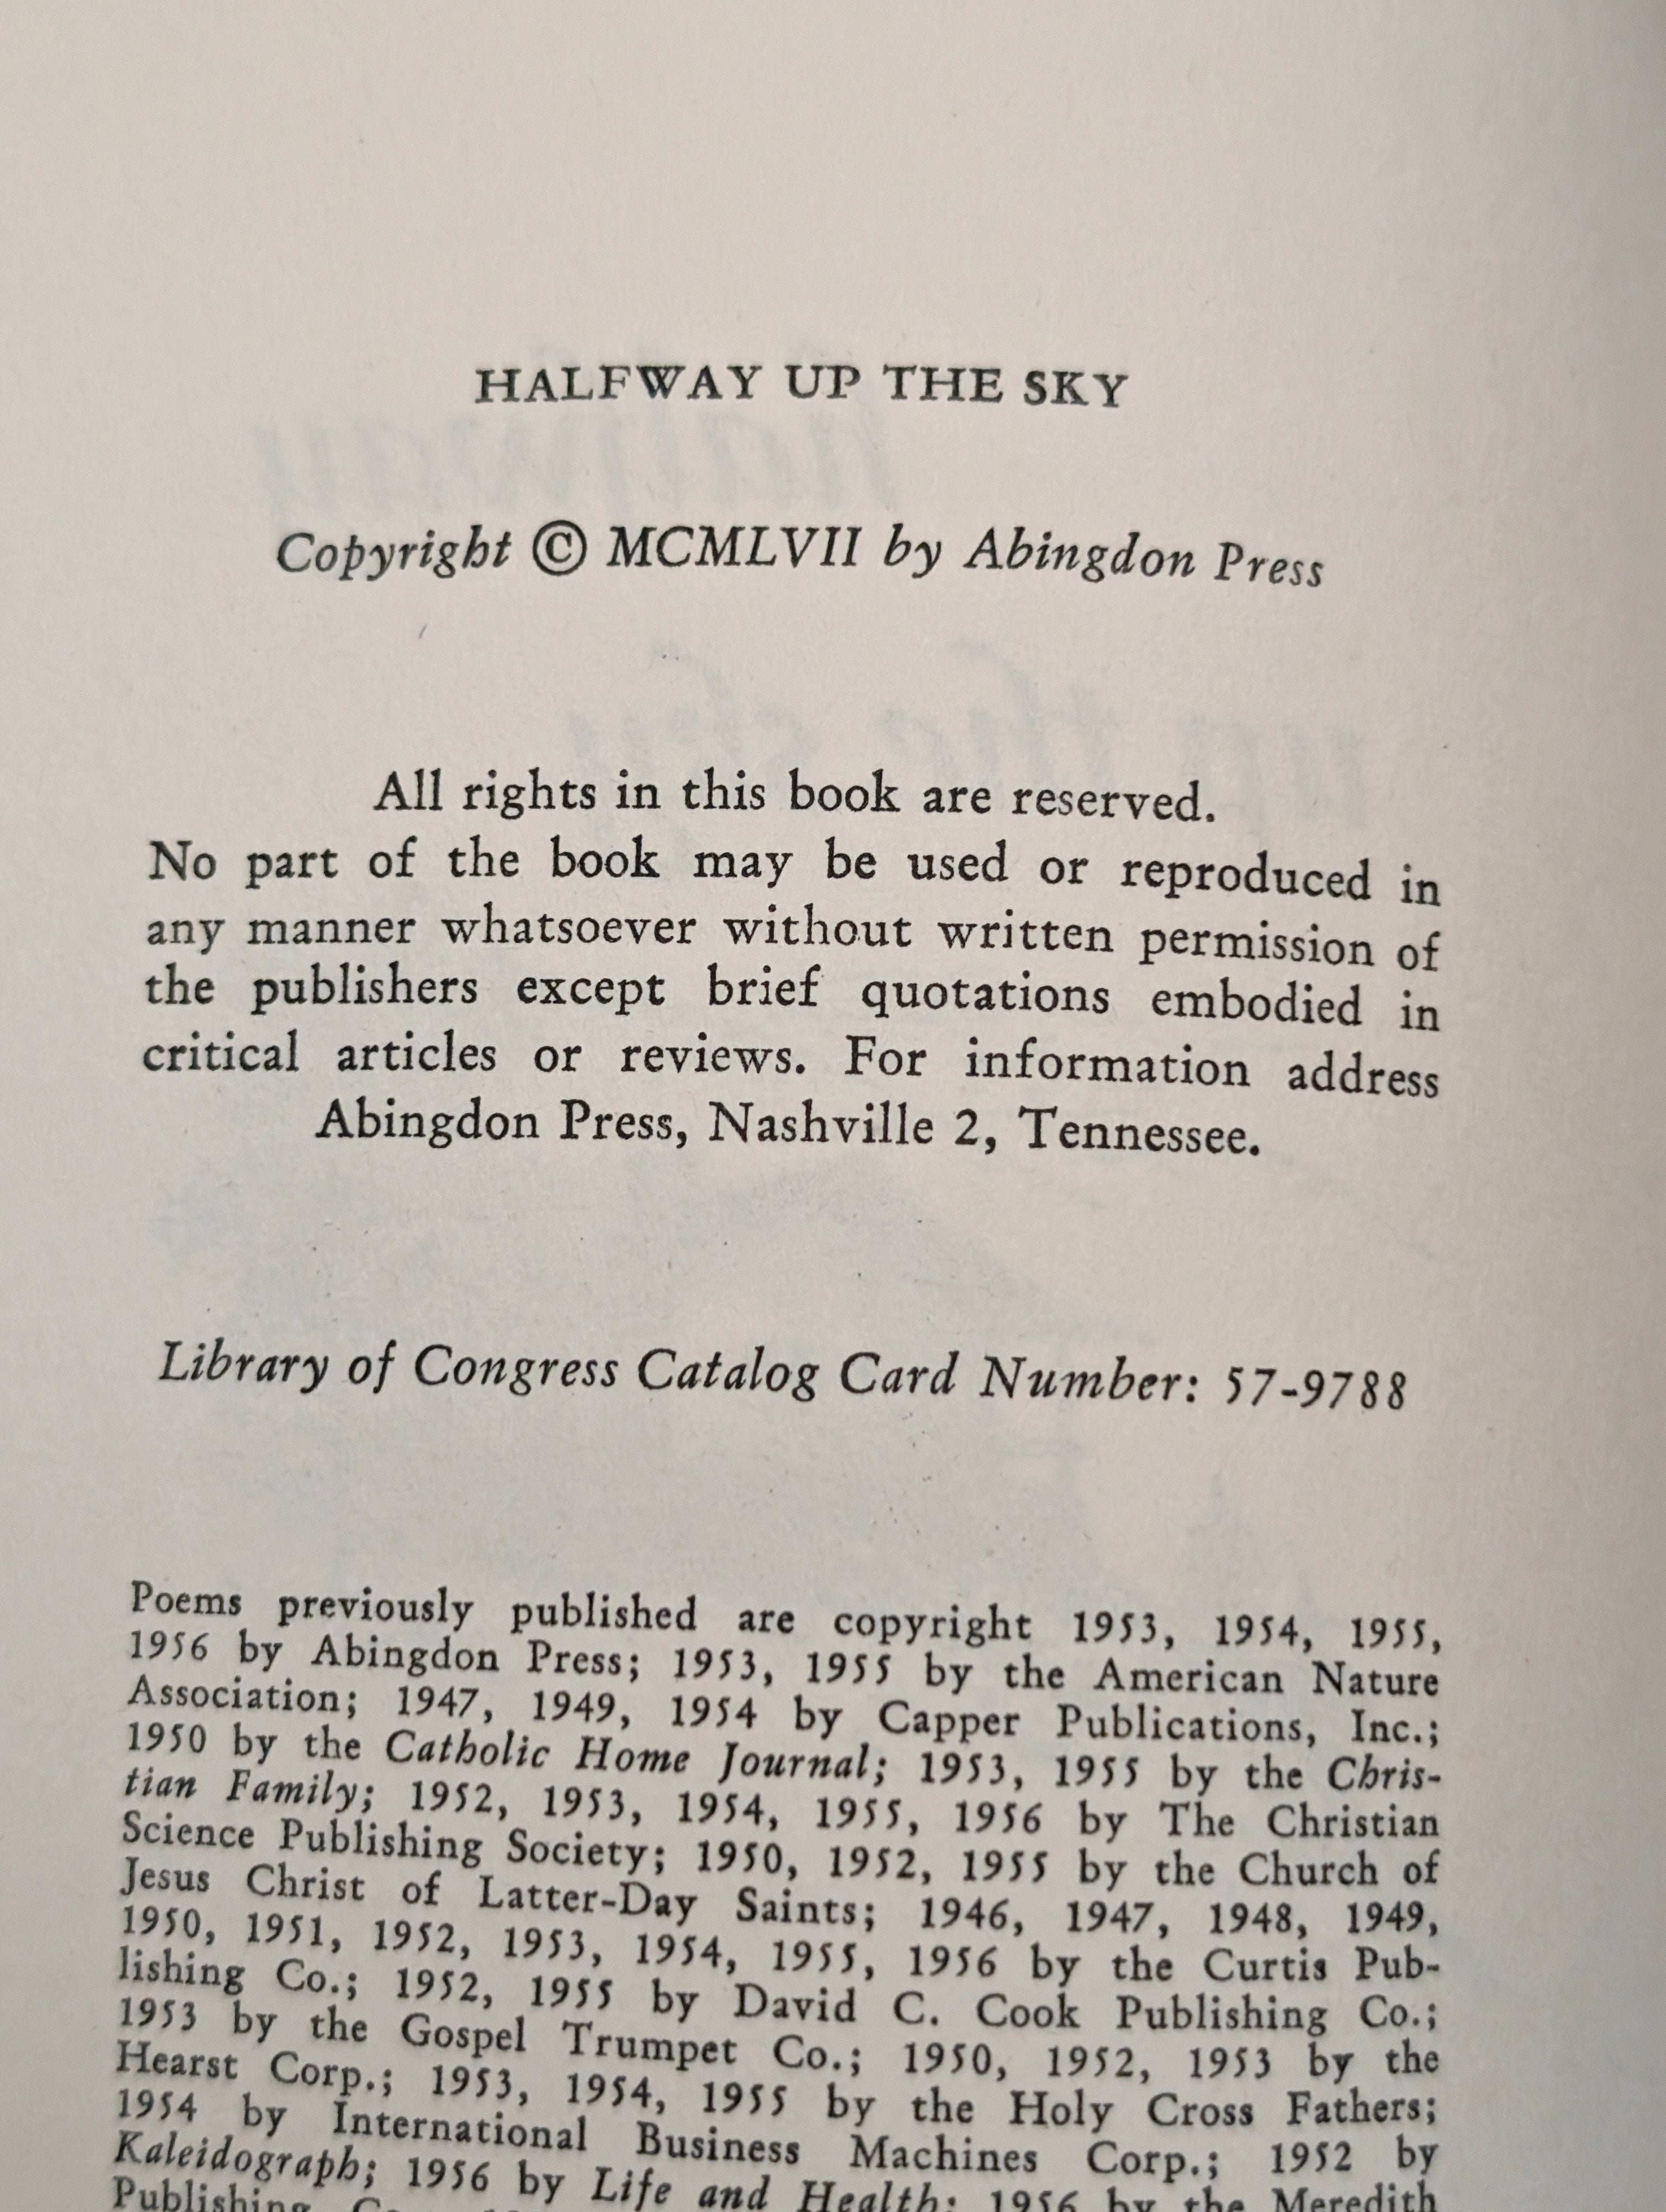 HALFWAY UP THE SKY
Copyright © MCMLVII by Abingdon Press
All rights in this book are reserved.
No part of the book may be used or reproduced in
any manner whatsoever without written permission of
the publishers except brief quotations embodied in
critical articles or reviews. For information address
Abingdon Press, Nashville 2, Tennessee.
Library of Congress Catalog Card Number: 57-9788
Poems previously published are copyright 1953, 1954, 1955,
1956 by Abingdon Press; 1953, 1955 by the American Nature
Association; 1947, 1949, 1954 by Capper Publications, Inc.;
1950 by the Catholic Home Journal; 1953, 1955 by the Chris-
tian Family; 1952, 1953, 1954, 1955, 1956 by The Christian
Science Publishing Society; 1950, 1952, 1955 by the Church of
Jesus Christ of Latter-Day Saints; 1946, 1947, 1948, 1949,
1950, 1951, 1952, 1953, 1954, 1955, 1956 by the Curtis Pub-
lishing Co.; 1952, 1955 by David C. Cook Publishing Co.;
1953 by the Gospel Trumpet Co.; 1950, 1952, 1953 by the
Hearst Corp.; 1953, 1954, 1955 by the Holy Cross Fathers;
1954 by International Business Machines Corp.; 1952 by
Kaleidograph; 1956 by Life and Health; 1956 by the Meredith
Publishing